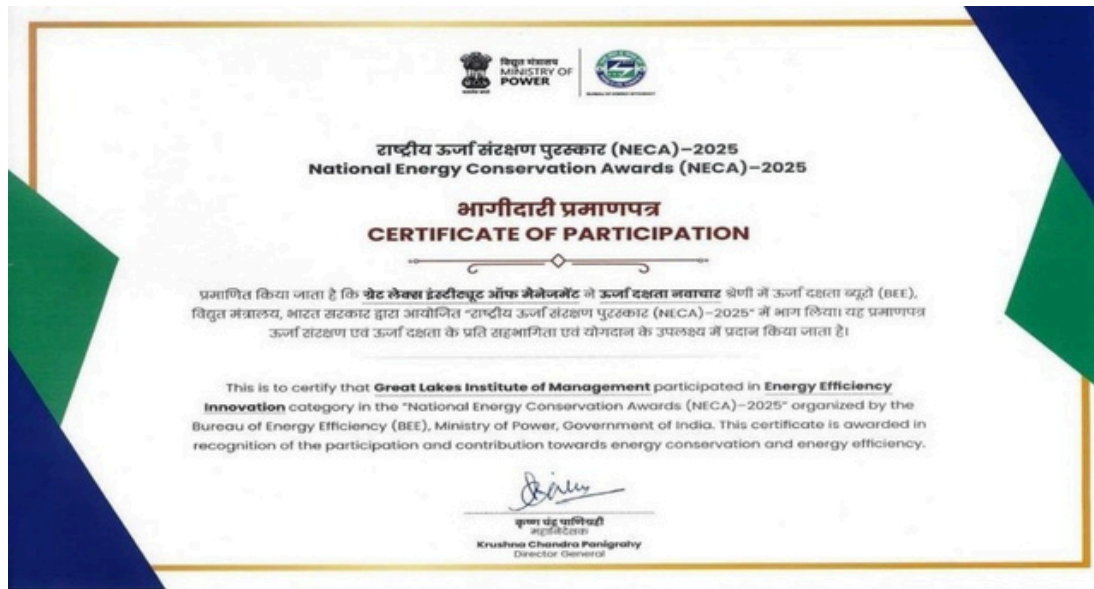 विद्युत मंत्रालय
MINISTRY OF
POWER
BUREAU OF ENERGY EFFICIENCY
राष्ट्रीय ऊर्जा संरक्षण पुरस्कार (NECA)–2025
National Energy Conservation Awards (NECA)–2025
भागीदारी प्रमाणपत्र
CERTIFICATE OF PARTICIPATION
प्रमाणित किया जाता है कि ग्रेट लेक्स इंस्टीट्यूट ऑफ मैनेजमेंट ने ऊर्जा दक्षता नवाचार श्रेणी में ऊर्जा दक्षता ब्यूरो (BEE),
विद्युत मंत्रालय, भारत सरकार द्वारा आयोजित “राष्ट्रीय ऊर्जा संरक्षण पुरस्कार (NECA)–2025” में भाग लिया। यह प्रमाणपत्र
ऊर्जा संरक्षण एवं ऊर्जा दक्षता के प्रति सहभागिता एवं योगदान के उपलक्ष्य में प्रदान किया जाता है।
This is to certify that Great Lakes Institute of Management participated in Energy Efficiency
Innovation category in the “National Energy Conservation Awards (NECA)–2025” organized by the
Bureau of Energy Efficiency (BEE), Ministry of Power, Government of India. This certificate is awarded in
recognition of the participation and contribution towards energy conservation and energy efficiency.
कृष्ण चंद्र पाणिग्रही
महानिदेशक
Krushna Chandra Panigrahy
Director General